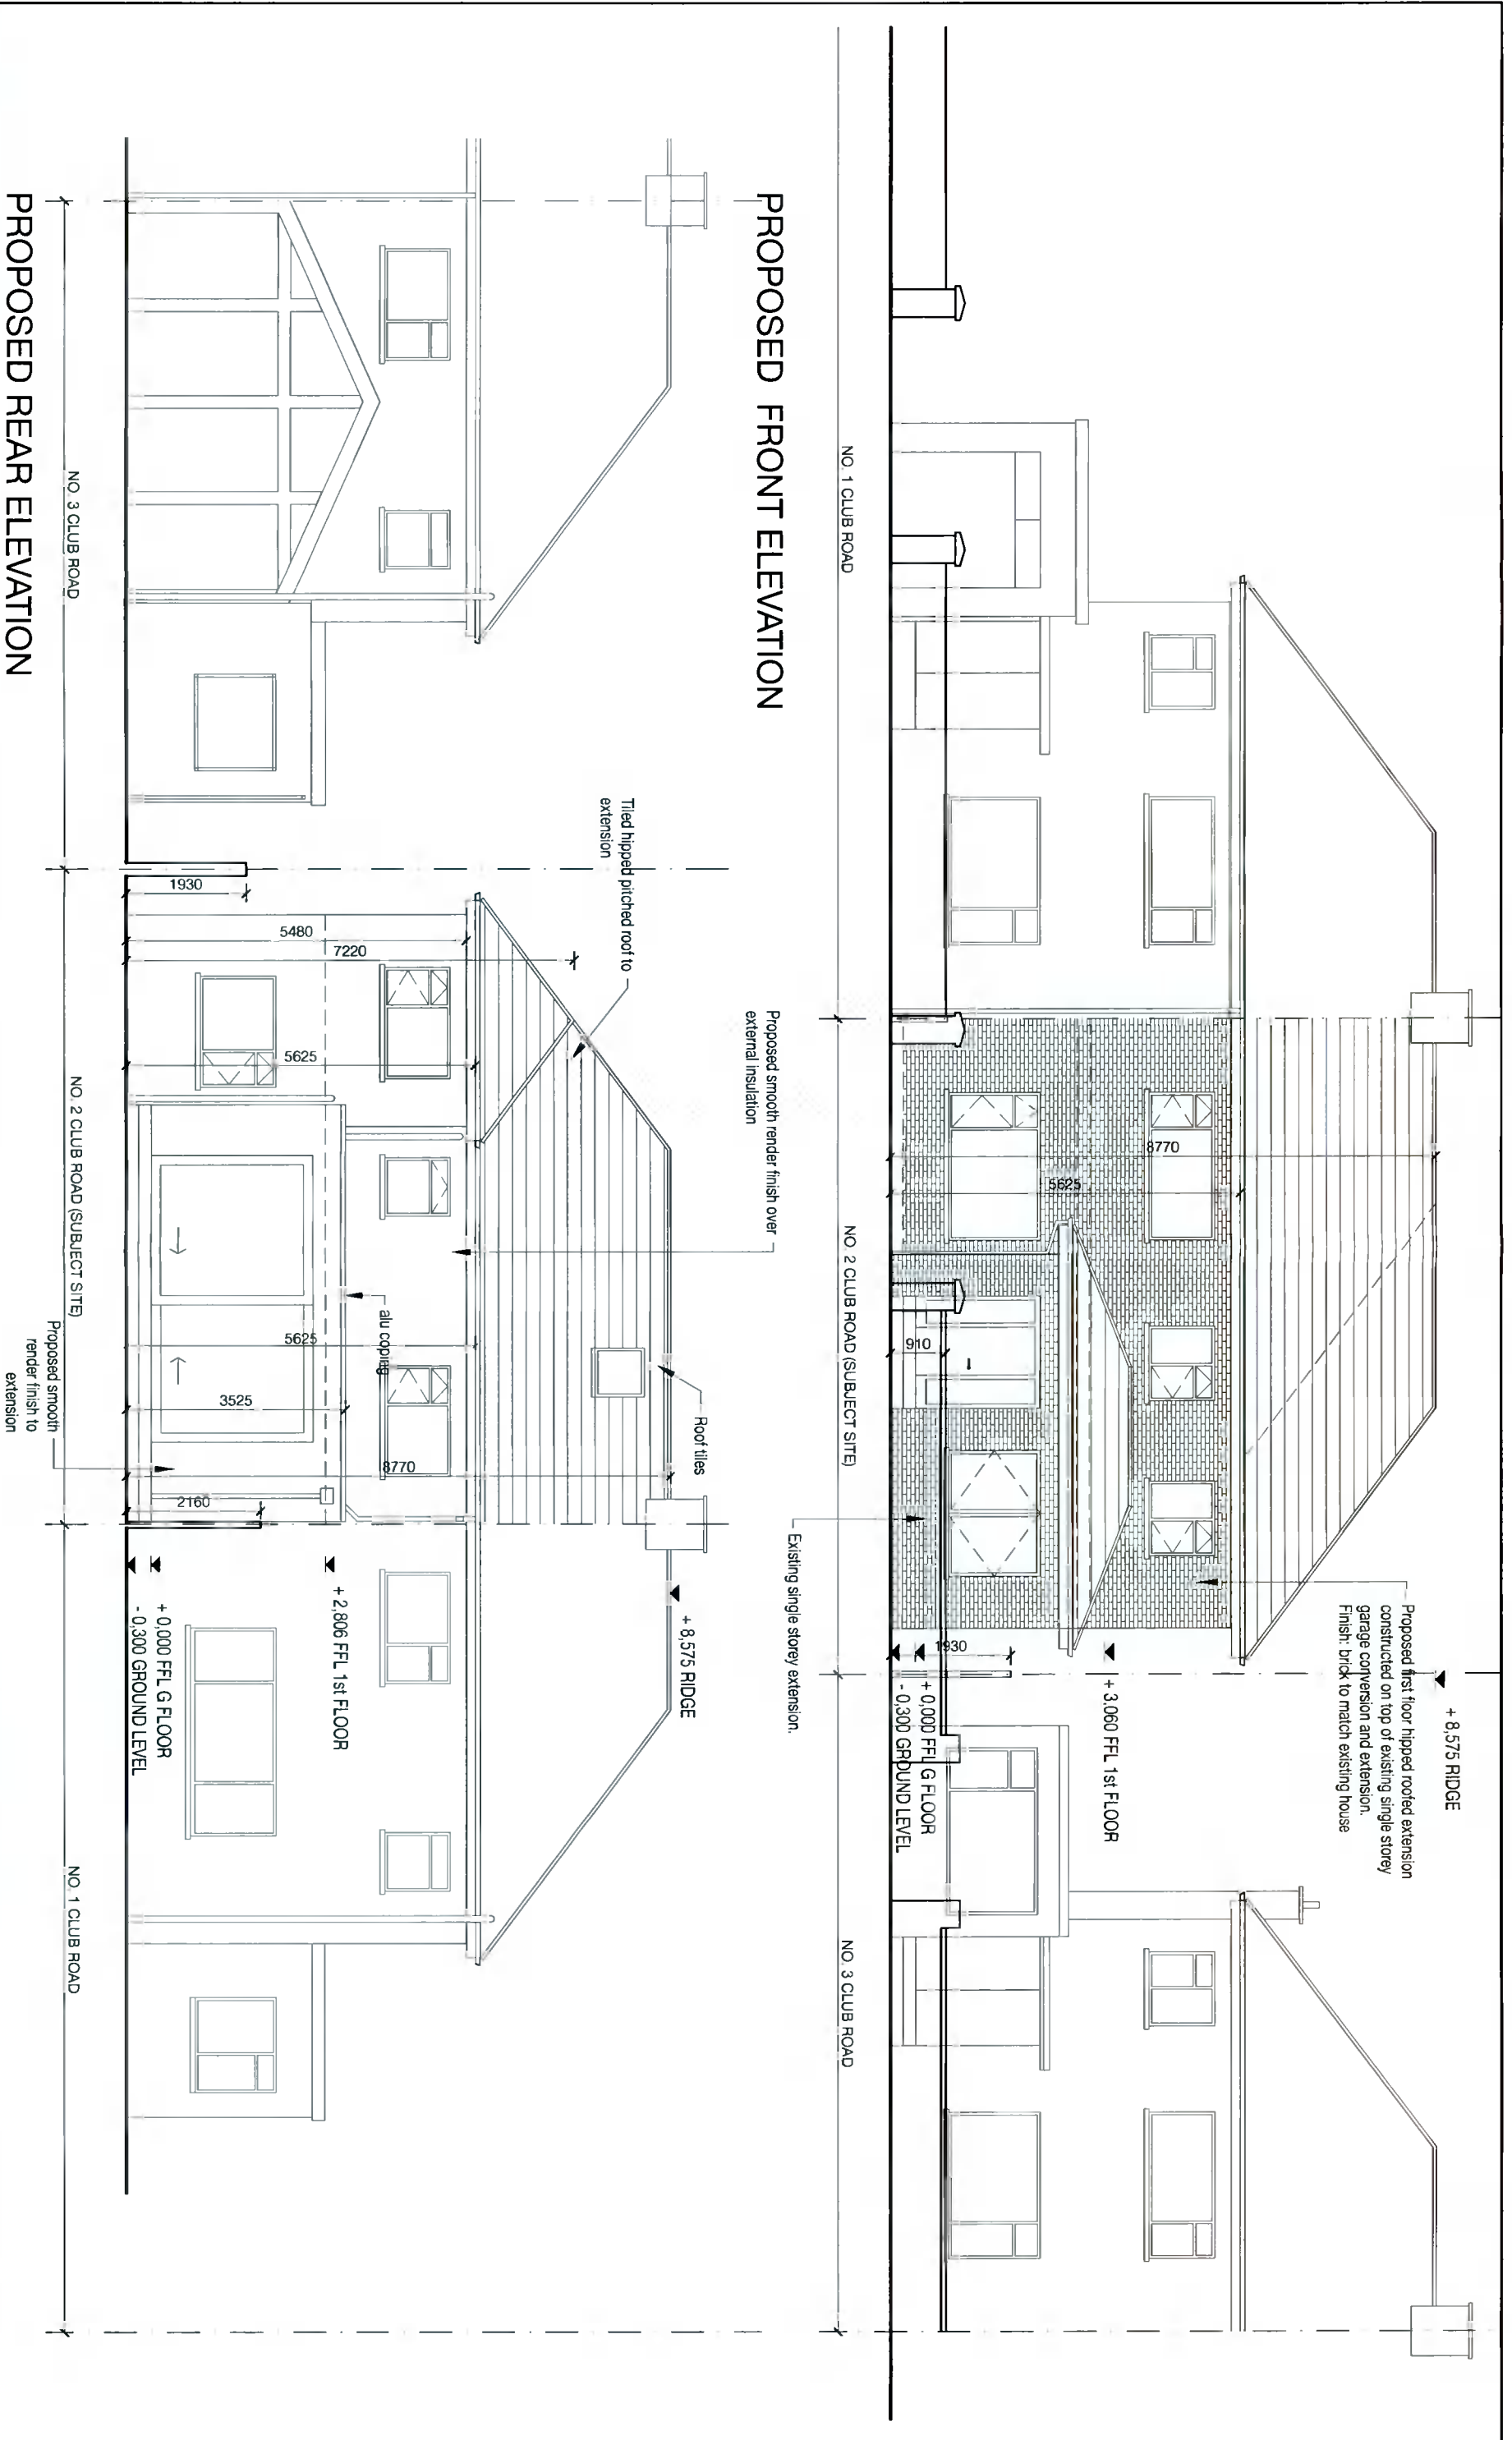 + 8,575 RIDGE
Proposed first floor hipped roofed extension
constructed on top of existing single storey
garage conversion and extension.
Finish: brick to match existing house
8770
5625
910
1930
+ 3.060 FFL 1st FLOOR
+ 0,000 FFL G FLOOR
- 0,300 GROUND LEVEL
NO. 1 CLUB ROAD
NO. 2 CLUB ROAD (SUBJECT SITE)
NO. 3 CLUB ROAD
Existing single storey extension.
PROPOSED FRONT ELEVATION
Proposed smooth render finish over
external insulation
Roof tiles
+ 8,575 RIDGE
Tiled hipped pitched roof to
extension
alu coping
1930
5480
7220
5625
5625
3525
8770
2160
+ 2,806 FFL 1st FLOOR
+ 0,000 FFL G FLOOR
- 0,300 GROUND LEVEL
NO. 3 CLUB ROAD
NO. 2 CLUB ROAD (SUBJECT SITE)
NO. 1 CLUB ROAD
Proposed smooth
render finish to
extension
PROPOSED REAR ELEVATION